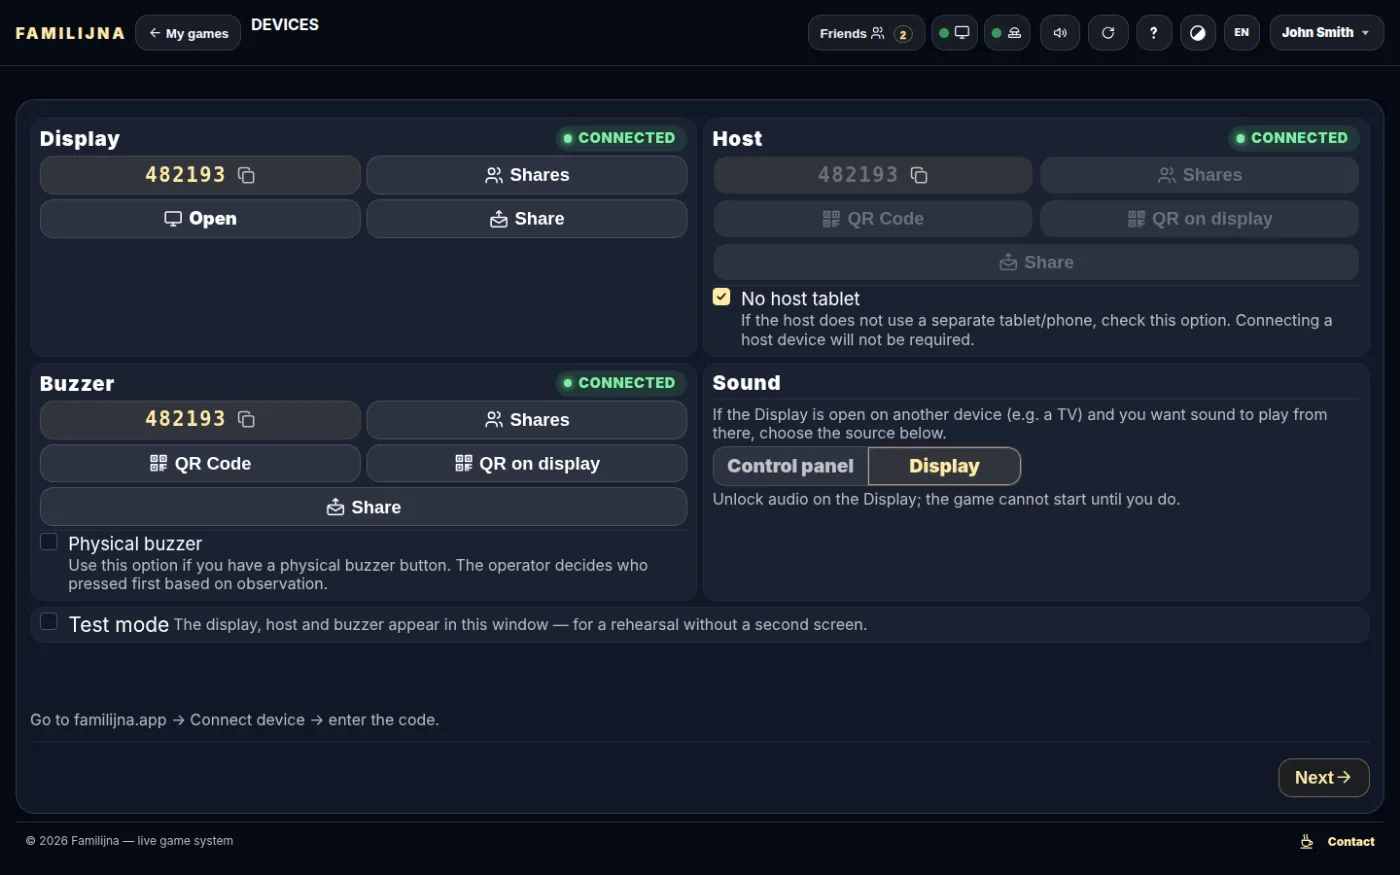 FAMILIJNA
← My games
DEVICES
Friends 2
?
EN
John Smith
Display
CONNECTED
482193
Shares
Open
Share
Host
CONNECTED
482193
Shares
QR Code
QR on display
Share
No host tablet
If the host does not use a separate tablet/phone, check this option. Connecting a
host device will not be required.
Buzzer
CONNECTED
482193
Shares
QR Code
QR on display
Share
Physical buzzer
Use this option if you have a physical buzzer button. The operator decides who
pressed first based on observation.
Sound
If the Display is open on another device (e.g. a TV) and you want sound to play from
there, choose the source below.
Control panel
Display
Unlock audio on the Display; the game cannot start until you do.
Test mode The display, host and buzzer appear in this window — for a rehearsal without a second screen.
Go to familijna.app → Connect device → enter the code.
Next →
© 2026 Familijna — live game system
Contact